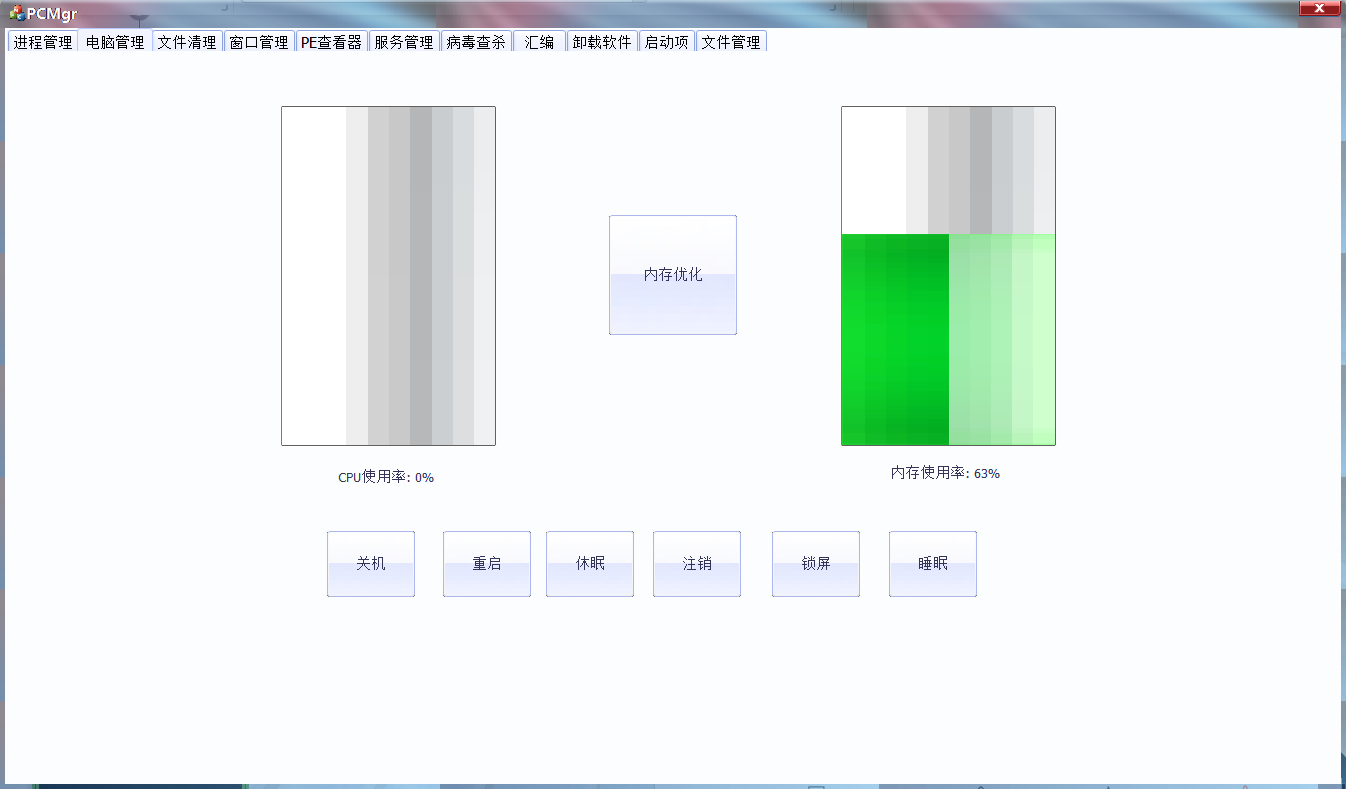 PCMgr
进程管理 电脑管理 文件清理 窗口管理 PE查看器 服务管理 病毒查杀 汇编 卸载软件 启动项 文件管理
内存优化
CPU使用率: 0%
内存使用率: 63%
关机 重启 休眠 注销 锁屏 睡眠